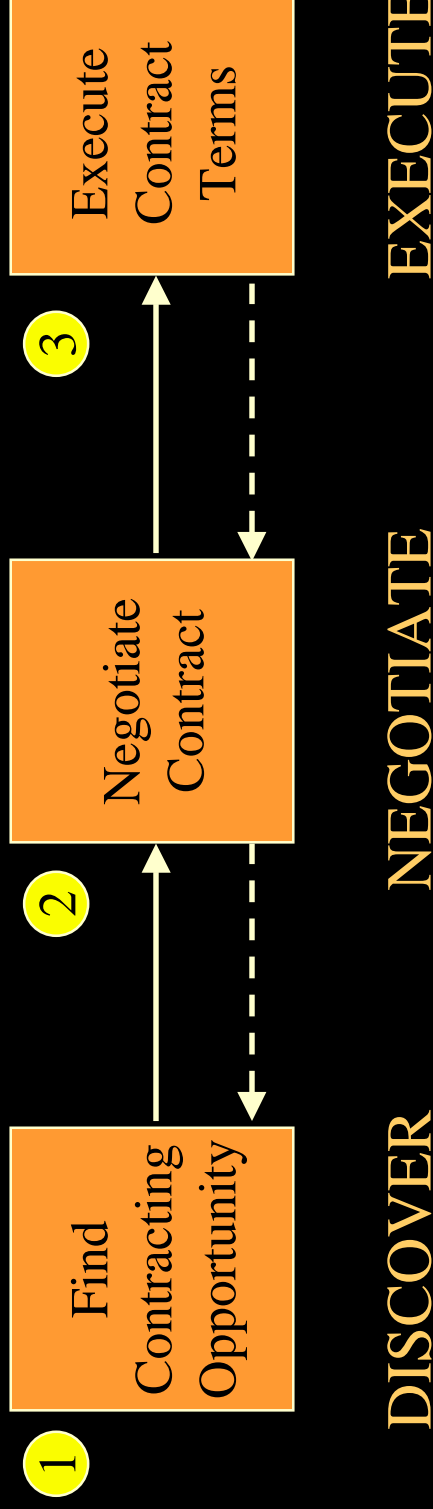 1
Find
Contracting
Opportunity
2
Negotiate
Contract
3
Execute
Contract
Terms
DISCOVER
NEGOTIATE
EXECUTE